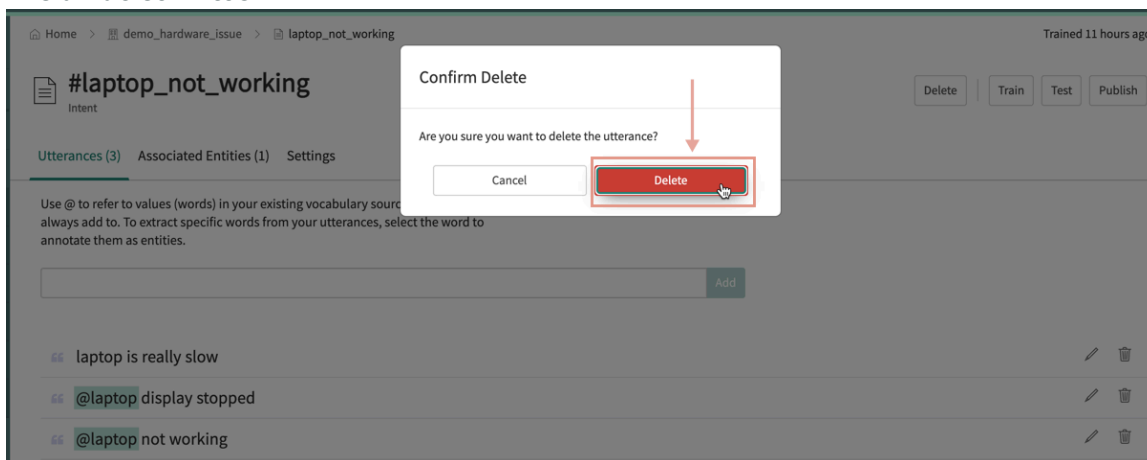 Home > demo_hardware_issue > laptop_not_working
Trained 11 hours ago
#laptop_not_working
Intent
Delete Train Test Publish
Confirm Delete
Are you sure you want to delete the utterance?
Cancel Delete
Utterances (3) Associated Entities (1) Settings
Use @ to refer to values (words) in your existing vocabulary
always add to. To extract specific words from your utterances, select the word to
annotate them as entities.
Add
laptop is really slow
@laptop display stopped
@laptop not working